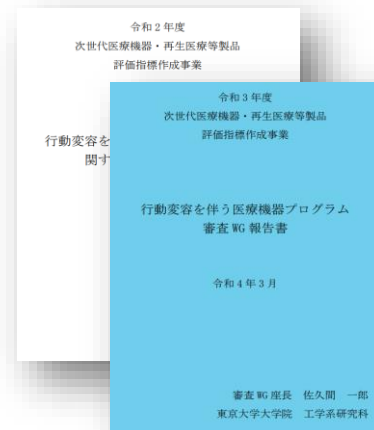 令和２年度
次世代医療機器・再生医療等製品
評価指標作成事業
行動変容を
関す
令和３年度
次世代医療機器・再生医療等製品
評価指標作成事業
行動変容を伴う医療機器プログラム
審査 WG 報告書
令和４年３月
審査 WG 座長　佐久間　一郎
東京大学大学院　工学系研究科